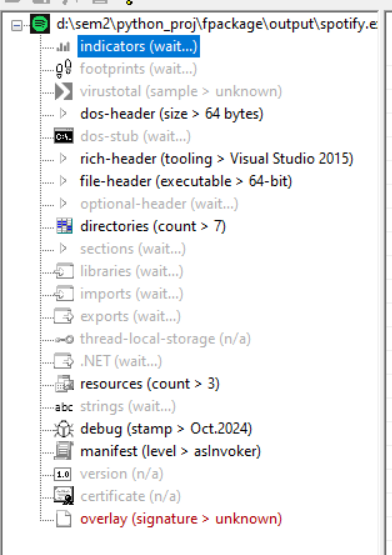 d:\sem2\python_proj\fpackage\output\spotify.e
indicators (wait...)
footprints (wait...)
virustotal (sample > unknown)
dos-header (size > 64 bytes)
dos-stub (wait...)
rich-header (tooling > Visual Studio 2015)
file-header (executable > 64-bit)
optional-header (wait...)
directories (count > 7)
sections (wait...)
libraries (wait...)
imports (wait...)
exports (wait...)
thread-local-storage (n/a)
.NET (wait...)
resources (count > 3)
abc strings (wait...)
debug (stamp > Oct.2024)
manifest (level > asInvoker)
1.0 version (n/a)
certificate (n/a)
overlay (signature > unknown)